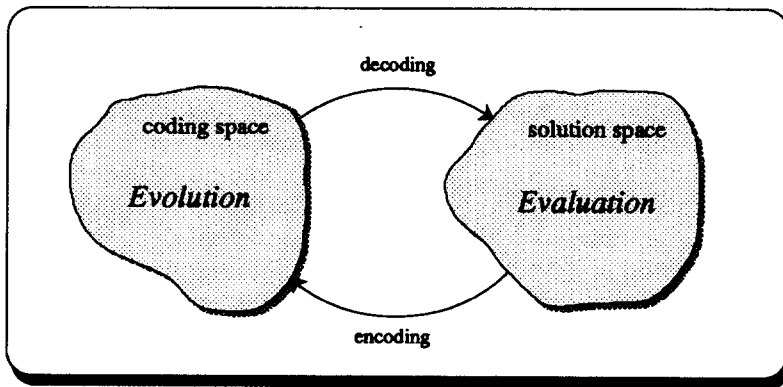 decoding
coding space
solution space
Evolution
Evaluation
encoding